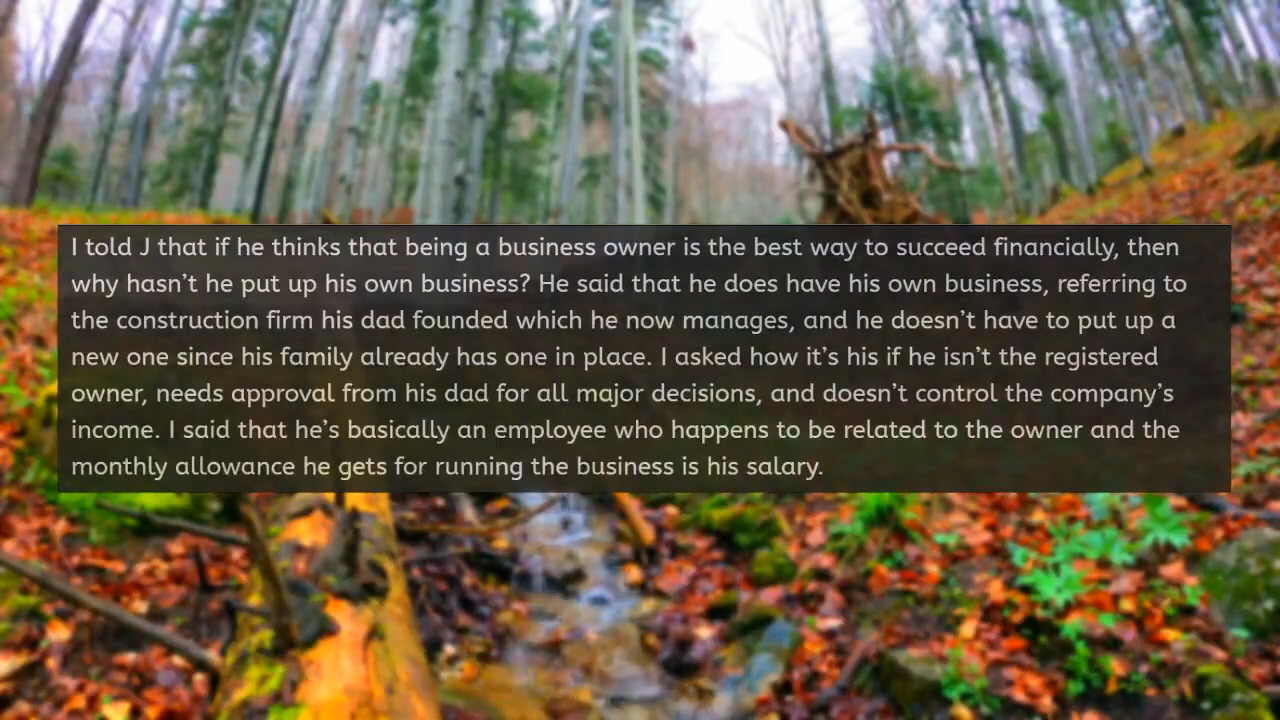 I told J that if he thinks that being a business owner is the best way to succeed financially, then
why hasn’t he put up his own business? He said that he does have his own business, referring to
the construction firm his dad founded which he now manages, and he doesn’t have to put up a
new one since his family already has one in place. I asked how it’s his if he isn’t the registered
owner, needs approval from his dad for all major decisions, and doesn’t control the company’s
income. I said that he’s basically an employee who happens to be related to the owner and the
monthly allowance he gets for running the business is his salary.